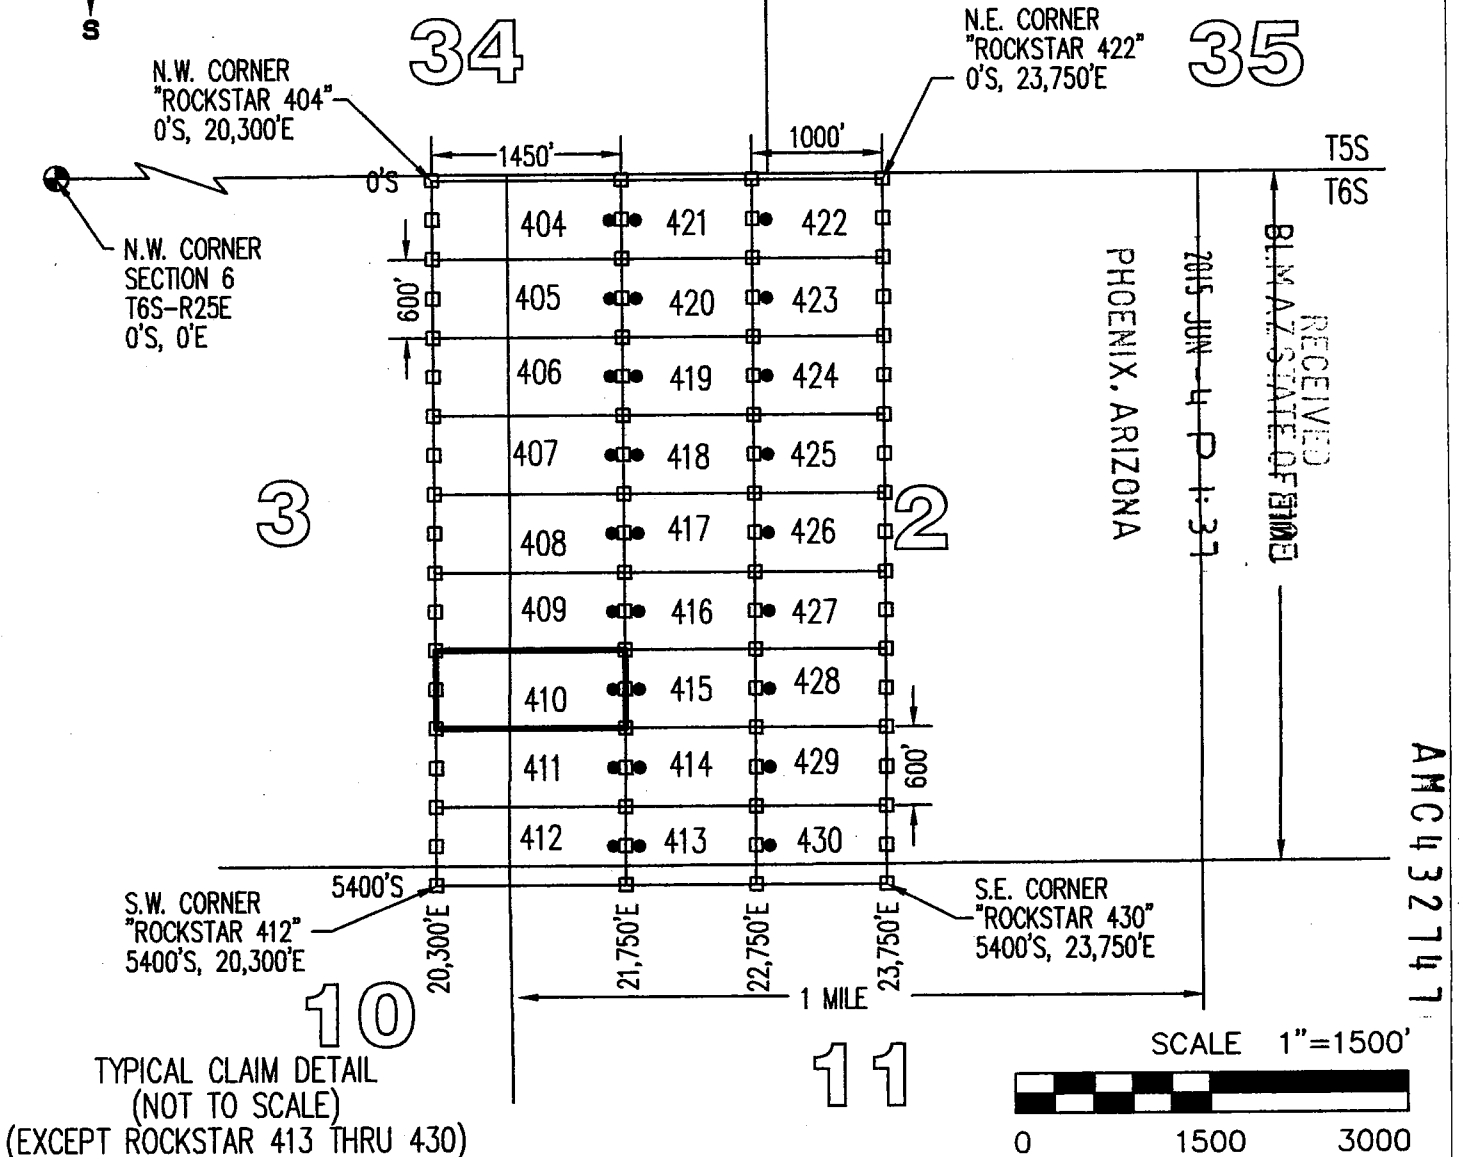 S
34
35
N.W. CORNER
"ROCKSTAR 404"
0'S, 20,300'E
N.E. CORNER
"ROCKSTAR 422"
0'S, 23,750'E
1450'
1000'
T5S
T6S
0'S
N.W. CORNER
SECTION 6
T6S-R25E
0'S, 0'E
600'
404 421 422
405 420 423
406 419 424
407 418 425
408 417 426
409 416 427
410 415 428
411 414 429
412 413 430
3
2
600'
PHOENIX, ARIZONA
2015 JUN -4 P 1:37
RECEIVED
AMC432747
5400'S
S.W. CORNER
"ROCKSTAR 412"
5400'S, 20,300'E
20,300'E
21,750'E
22,750'E
23,750'E
S.E. CORNER
"ROCKSTAR 430"
5400'S, 23,750'E
1 MILE
10
11
TYPICAL CLAIM DETAIL
(NOT TO SCALE)
(EXCEPT ROCKSTAR 413 THRU 430)
SCALE 1"=1500'
0 1500 3000